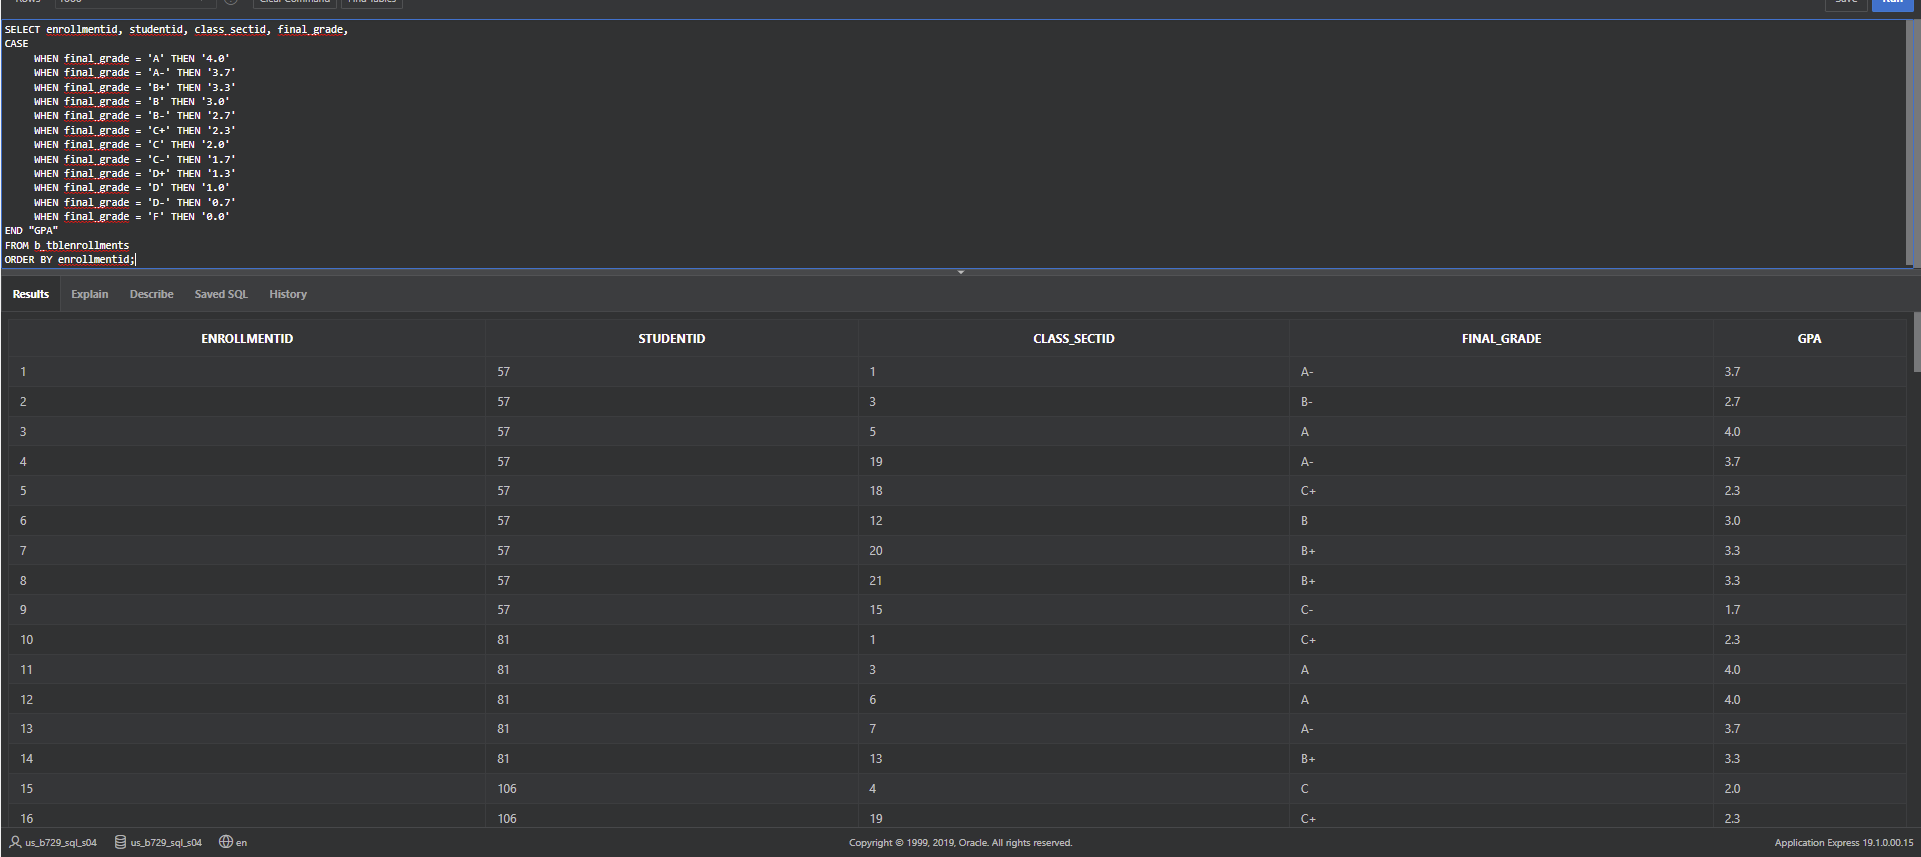 Rows 1000 Clear Command Find Tables Save Run
SELECT enrollmentid, studentid, class_sectid, final_grade,
CASE
WHEN final_grade = 'A' THEN '4.0'
WHEN final_grade = 'A-' THEN '3.7'
WHEN final_grade = 'B+' THEN '3.3'
WHEN final_grade = 'B' THEN '3.0'
WHEN final_grade = 'B-' THEN '2.7'
WHEN final_grade = 'C+' THEN '2.3'
WHEN final_grade = 'C' THEN '2.0'
WHEN final_grade = 'C-' THEN '1.7'
WHEN final_grade = 'D+' THEN '1.3'
WHEN final_grade = 'D' THEN '1.0'
WHEN final_grade = 'D-' THEN '0.7'
WHEN final_grade = 'F' THEN '0.0'
END "GPA"
FROM b_tblenrollments
ORDER BY enrollmentid;
Results Explain Describe Saved SQL History
ENROLLMENTID STUDENTID CLASS_SECTID FINAL_GRADE GPA
1 57 1 A- 3.7
2 57 3 B- 2.7
3 57 5 A 4.0
4 57 19 A- 3.7
5 57 18 C+ 2.3
6 57 12 B 3.0
7 57 20 B+ 3.3
8 57 21 B+ 3.3
9 57 15 C- 1.7
10 81 1 C+ 2.3
11 81 3 A 4.0
12 81 6 A 4.0
13 81 7 A- 3.7
14 81 13 B+ 3.3
15 106 4 C 2.0
16 106 19 C+ 2.3
us_b729_sql_s04 us_b729_sql_s04 en Copyright © 1999, 2019, Oracle. All rights reserved. Application Express 19.1.0.00.15